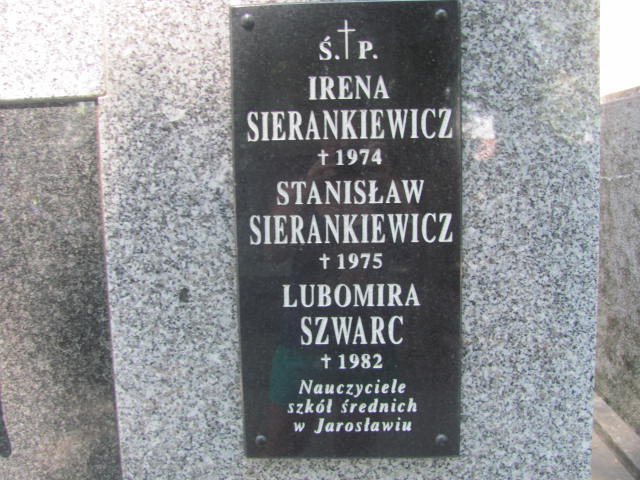 Ś. † P.
IRENA
SIERANKIEWICZ
† 1974
STANISŁAW
SIERANKIEWICZ
† 1975
LUBOMIRA
SZWARC
† 1982
Nauczyciele
szkół średnich
w Jarosławiu